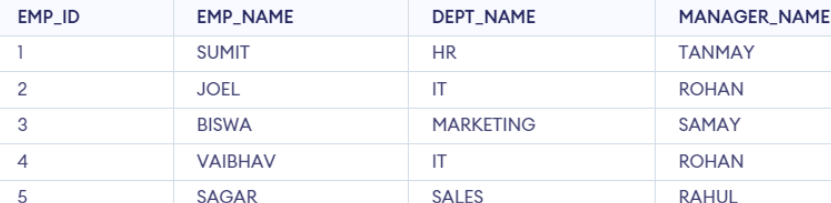 EMP_ID EMP_NAME DEPT_NAME MANAGER_NAME
1 SUMIT HR TANMAY
2 JOEL IT ROHAN
3 BISWA MARKETING SAMAY
4 VAIBHAV IT ROHAN
5 SAGAR SALES RAHUL